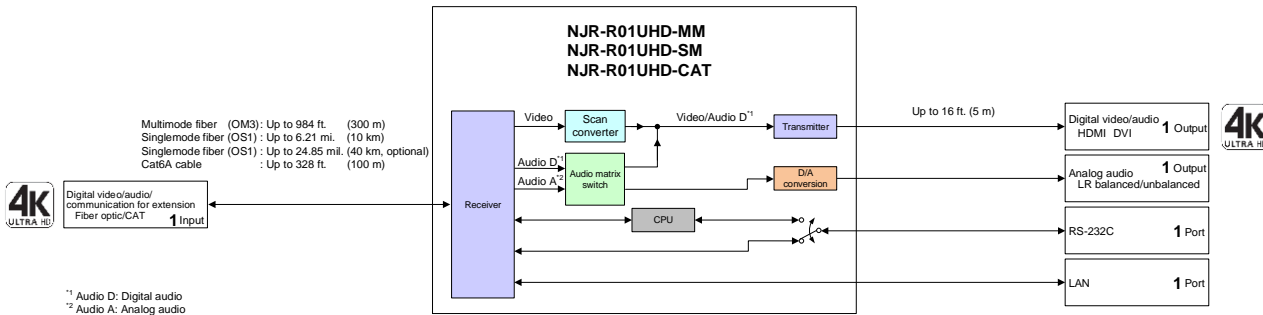 NJR-R01UHD-MM
NJR-R01UHD-SM
NJR-R01UHD-CAT
Multimode fiber (OM3) : Up to 984 ft. (300 m)
Singlemode fiber (OS1) : Up to 6.21 mi. (10 km)
Singlemode fiber (OS1) : Up to 24.85 mil. (40 km, optional)
Cat6A cable : Up to 328 ft. (100 m)
4K
ULTRA HD
Digital video/audio/
communication for extension
Fiber optic/CAT
1 Input
Receiver
Video
Scan
converter
Video/Audio D*1
Transmitter
Audio D*1
Audio A*2
Audio matrix
switch
D/A
conversion
CPU
Up to 16 ft. (5 m)
Digital video/audio
HDMI DVI
1 Output
4K
ULTRA HD
1 Output
Analog audio
LR balanced/unbalanced
RS-232C 1 Port
LAN 1 Port
*1 Audio D: Digital audio
*2 Audio A: Analog audio